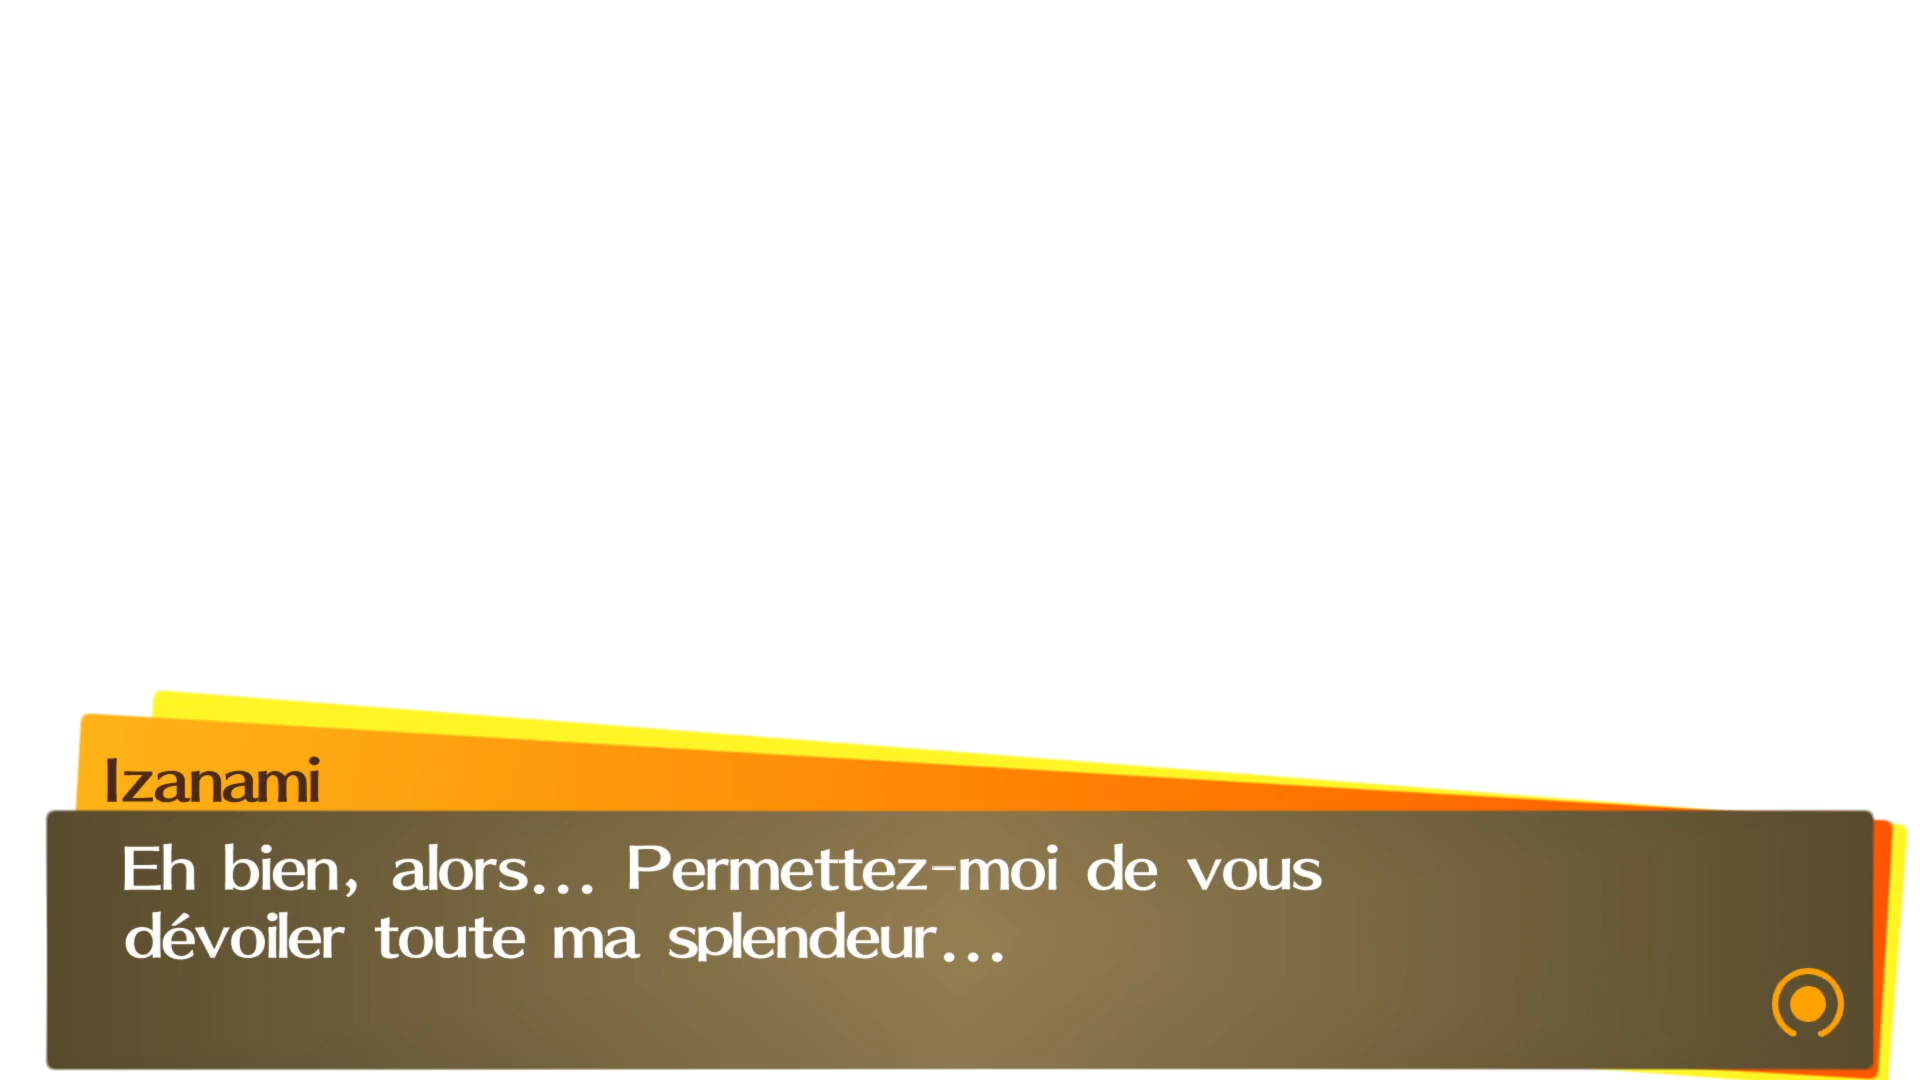 Izanami
Eh bien, alors... Permettez-moi de vous
dévoiler toute ma splendeur...